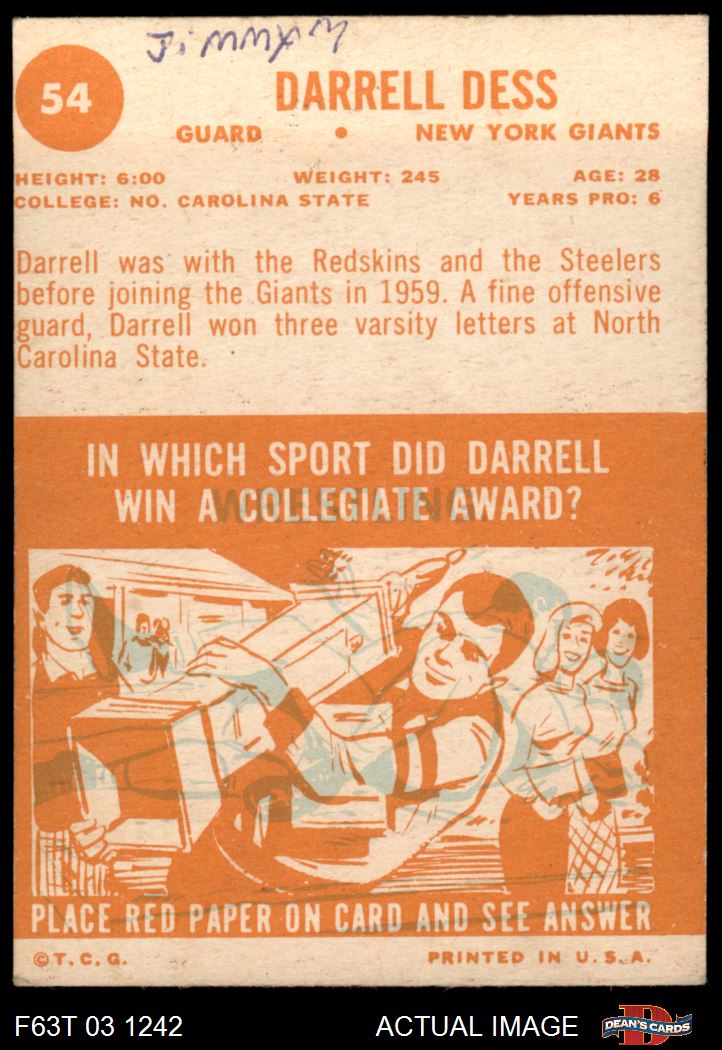 Jimmy M
54
DARRELL DESS
GUARD • NEW YORK GIANTS
HEIGHT: 6:00 WEIGHT: 245 AGE: 28
COLLEGE: NO. CAROLINA STATE YEARS PRO: 6
Darrell was with the Redskins and the Steelers
before joining the Giants in 1959. A fine offensive
guard, Darrell won three varsity letters at North
Carolina State.
IN WHICH SPORT DID DARRELL
WIN A COLLEGIATE AWARD?
WRESTLING.
PLACE RED PAPER ON CARD AND SEE ANSWER
© T. C. G. PRINTED IN U. S. A.
F63T 03 1242 ACTUAL IMAGE D DEAN'S CARDS